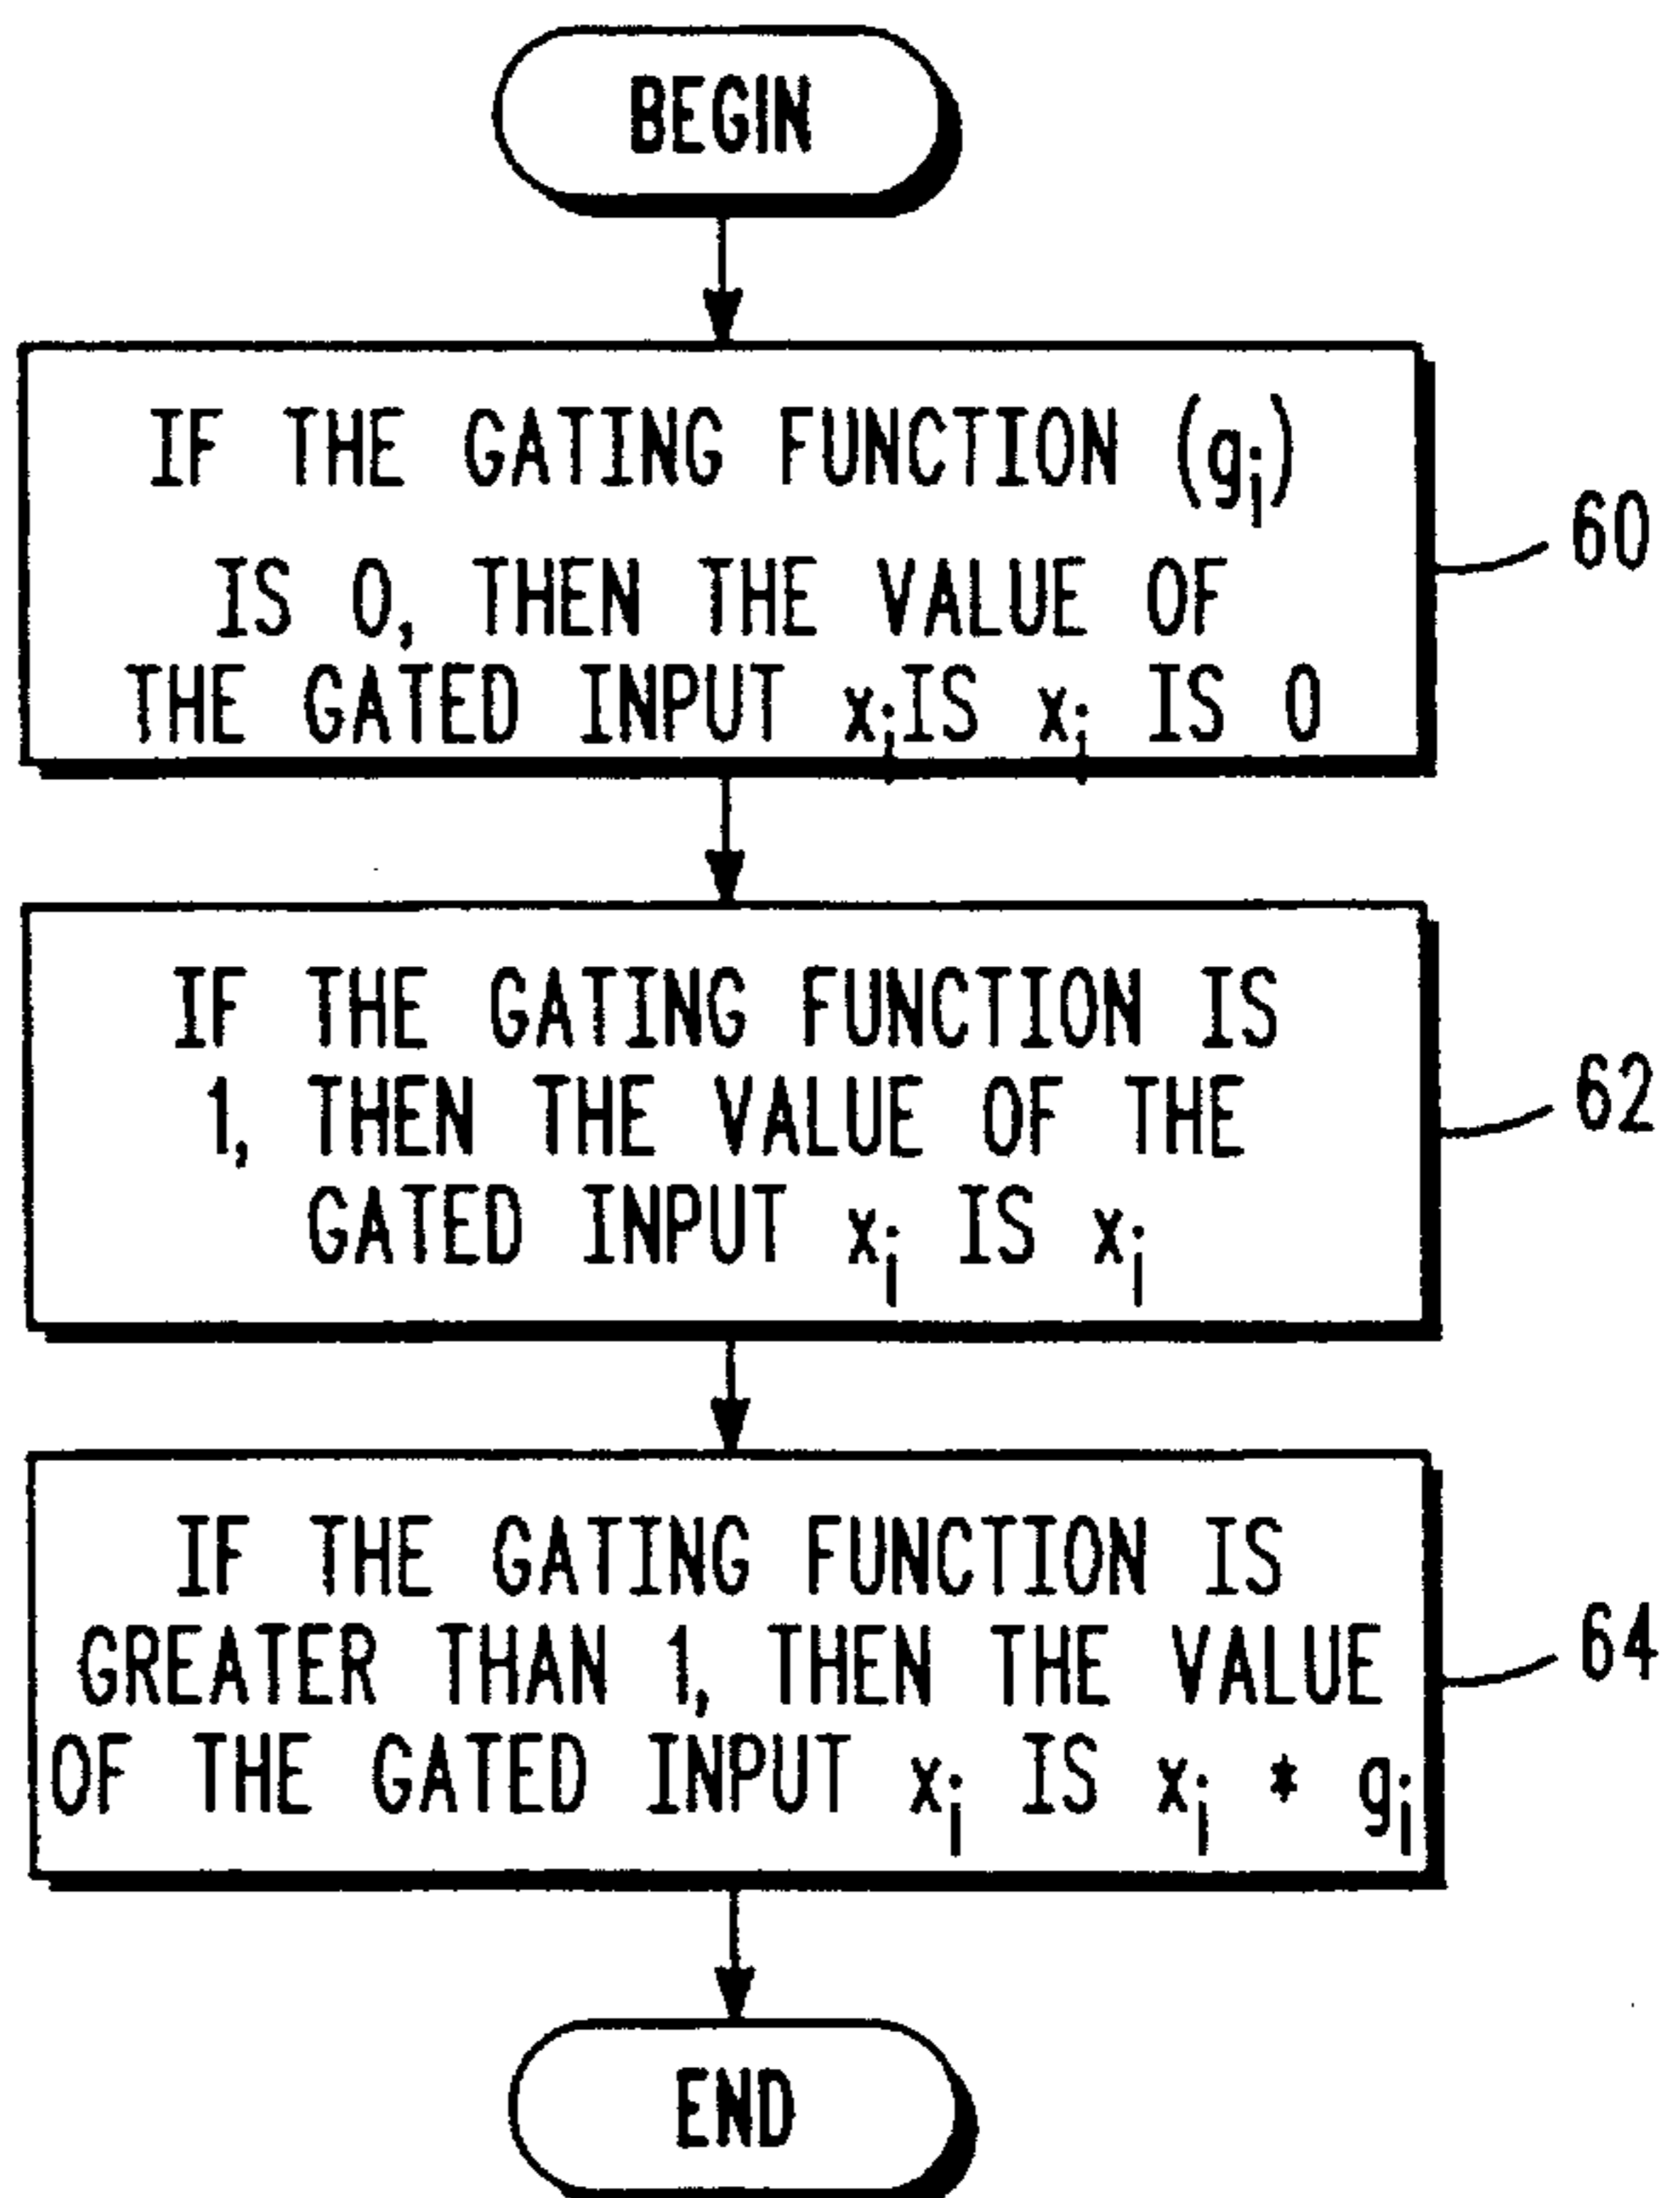 BEGIN
IF THE GATING FUNCTION (gi)
IS 0, THEN THE VALUE OF
THE GATED INPUT xi IS xi IS 0
60
IF THE GATING FUNCTION IS
1, THEN THE VALUE OF THE
GATED INPUT xi IS xi
62
IF THE GATING FUNCTION IS
GREATER THAN 1, THEN THE VALUE
OF THE GATED INPUT xi IS xi * gi
64
END